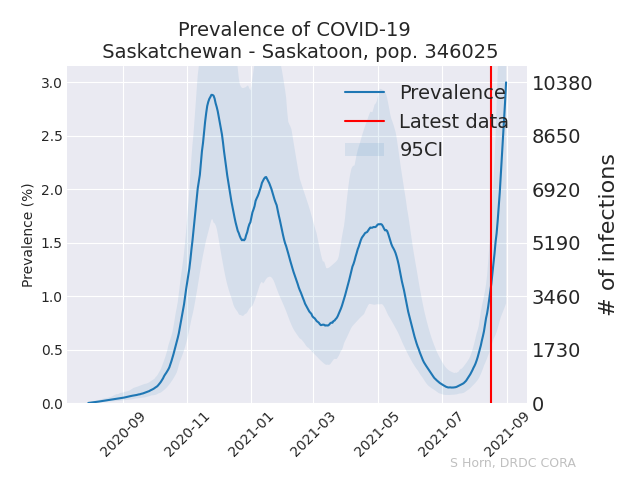 Prevalence of COVID-19
Saskatchewan - Saskatoon, pop. 346025
Prevalence
Latest data
95CI
3.0
2.5
2.0
1.5
1.0
0.5
0.0
Prevalence (%)
10380
8650
6920
5190
3460
1730
0
# of infections
2020-09
2020-11
2021-01
2021-03
2021-05
2021-07
2021-09
S Horn, DRDC CORA